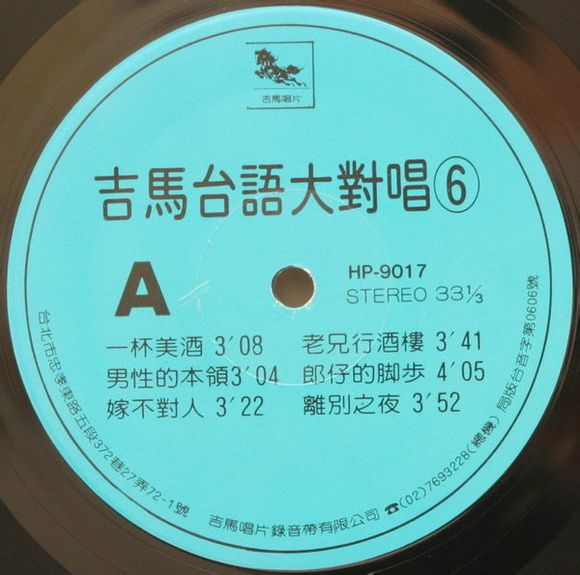 吉馬唱片
吉馬台語大對唱⑥
A
HP-9017
STEREO 33⅓
一杯美酒 3′08 老兄行酒樓 3′41
男性的本領3′04 郎仔的脚步 4′05
嫁不對人 3′22 離別之夜 3′52
台北市忠孝東路五段372巷27弄72-1號 吉馬唱片錄音帶有限公司 ☎(02)7693228(總機) 局版台音字第0606號